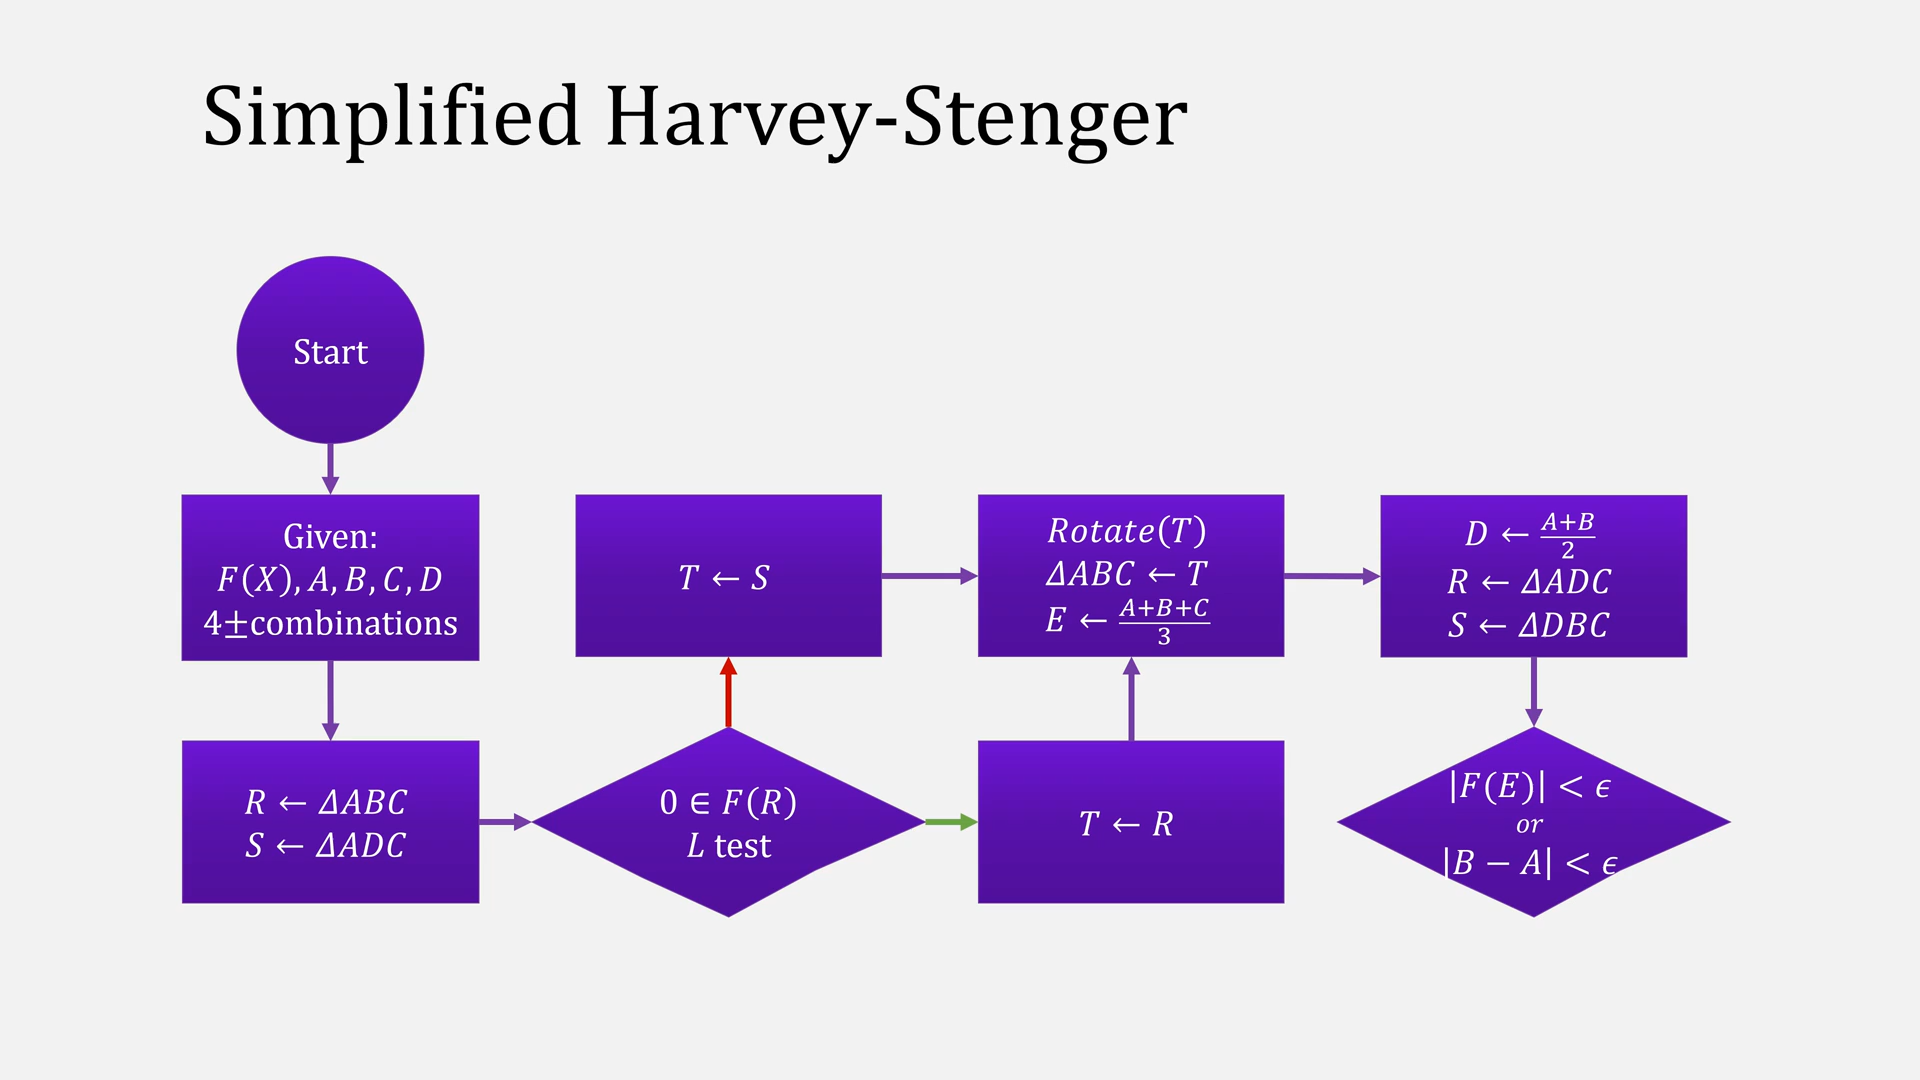 Simplified Harvey-Stenger
Start
Given:
F(X), A, B, C, D
4±combinations
R ← ΔABC
S ← ΔADC
0 ∈ F(R)
L test
T ← S
T ← R
Rotate(T)
ΔABC ← T
E ← (A+B+C)/3
D ← (A+B)/2
R ← ΔADC
S ← ΔDBC
|F(E)| < ϵ
or
|B − A| < ϵ